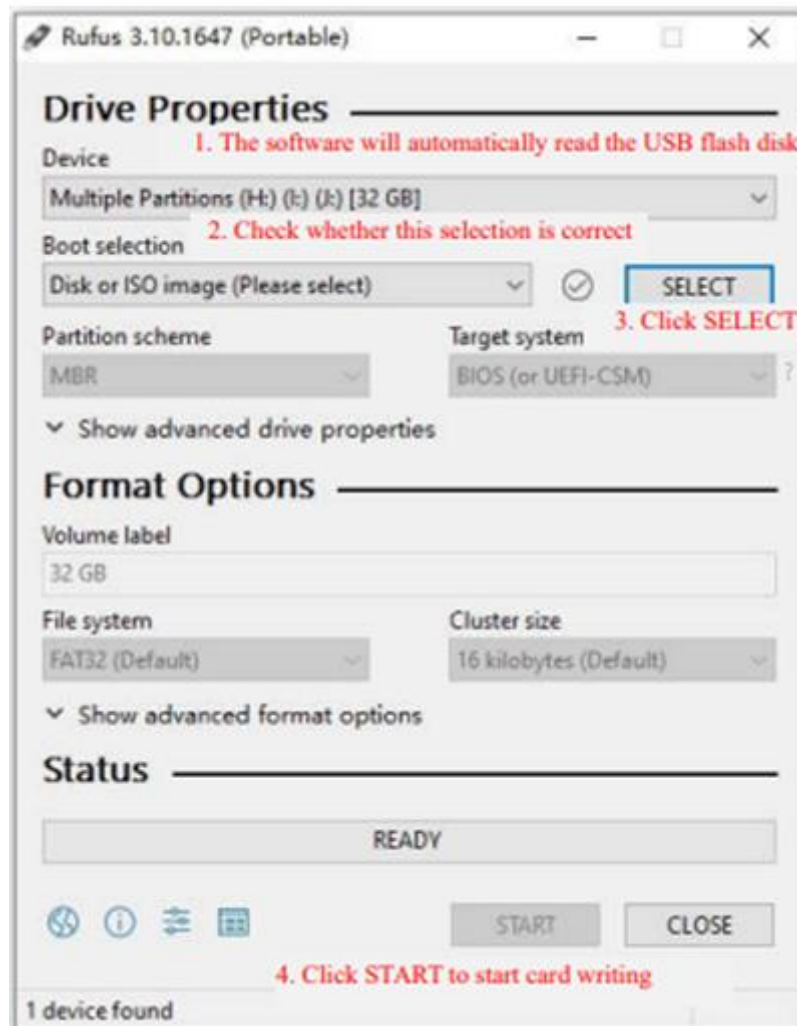 Rufus 3.10.1647 (Portable)
Drive Properties
1. The software will automatically read the USB flash disk
Device
Multiple Partitions (H:) (I:) (J:) [32 GB]
2. Check whether this selection is correct
Boot selection
Disk or ISO image (Please select)
SELECT
3. Click SELECT
Partition scheme
Target system
MBR
BIOS (or UEFI-CSM)
?
Show advanced drive properties
Format Options
Volume label
32 GB
File system
Cluster size
FAT32 (Default)
16 kilobytes (Default)
Show advanced format options
Status
READY
START
CLOSE
4. Click START to start card writing
1 device found